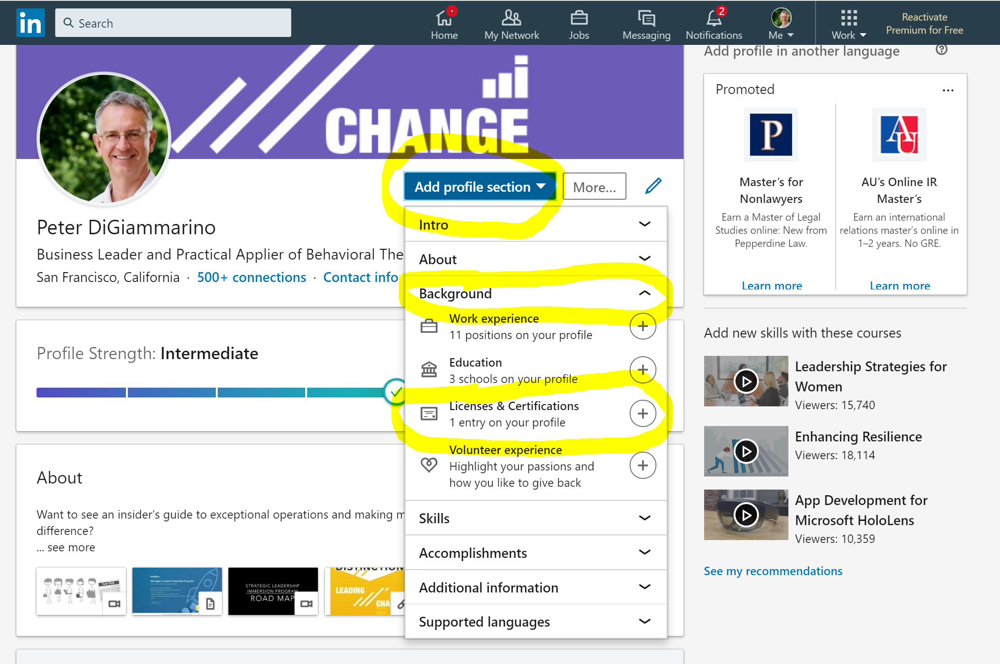 in
Search
Home
My Network
Jobs
Messaging
2
Notifications
Me
Work
Reactivate
Premium for Free
CHANGE
Add profile section
More...
Peter DiGiammarino
Business Leader and Practical Applier of Behavioral The
San Francisco, California · 500+ connections · Contact info
Intro
About
Background
Work experience
11 positions on your profile
Education
3 schools on your profile
Licenses & Certifications
1 entry on your profile
Volunteer experience
Highlight your passions and
how you like to give back
Skills
Accomplishments
Additional information
Supported languages
Profile Strength: Intermediate
About
Want to see an insider's guide to exceptional operations and making m
difference?
... see more
Year FIVE
Manage to Lead Immersion Program
STRATEGIC LEADERSHIP
IMMERSION PROGRAM
ROAD MAP
DISTINCTION
LEADING
CHA
Add profile in another language
Promoted
...
P
Master's for
Nonlawyers
Earn a Master of Legal
Studies online: New from
Pepperdine Law.
Learn more
AU
AU's Online IR
Master's
Earn an international
relations master's online in
1–2 years. No GRE.
Learn more
Add new skills with these courses
Leadership Strategies for
Women
Viewers: 15,740
Enhancing Resilience
Viewers: 18,114
App Development for
Microsoft HoloLens
Viewers: 10,359
See my recommendations